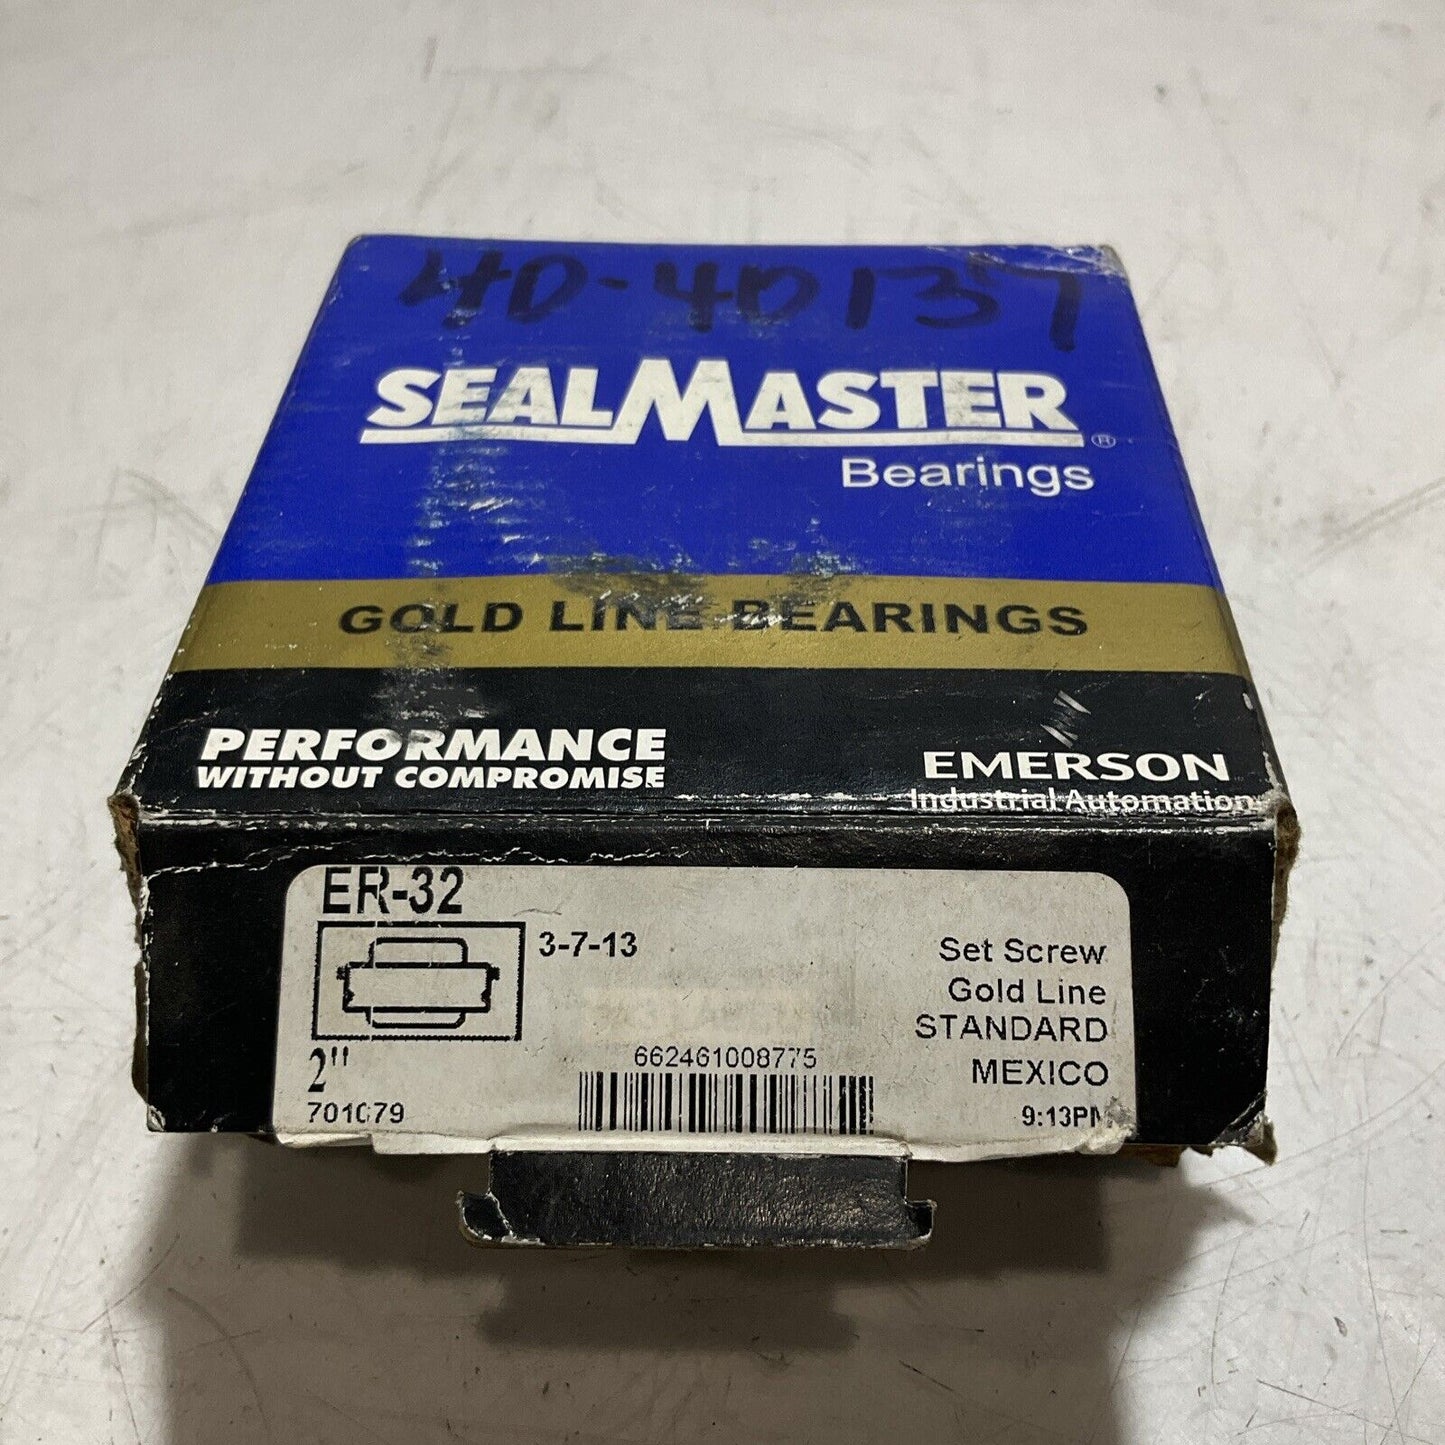 40-40137
SEALMASTER®
Bearings
GOLD LINE BEARINGS
PERFORMANCE
WITHOUT COMPROMISE
EMERSON
Industrial Automation
ER-32
3-7-13
2"
701079
662461008775
Set Screw
Gold Line
STANDARD
MEXICO
9:13PM